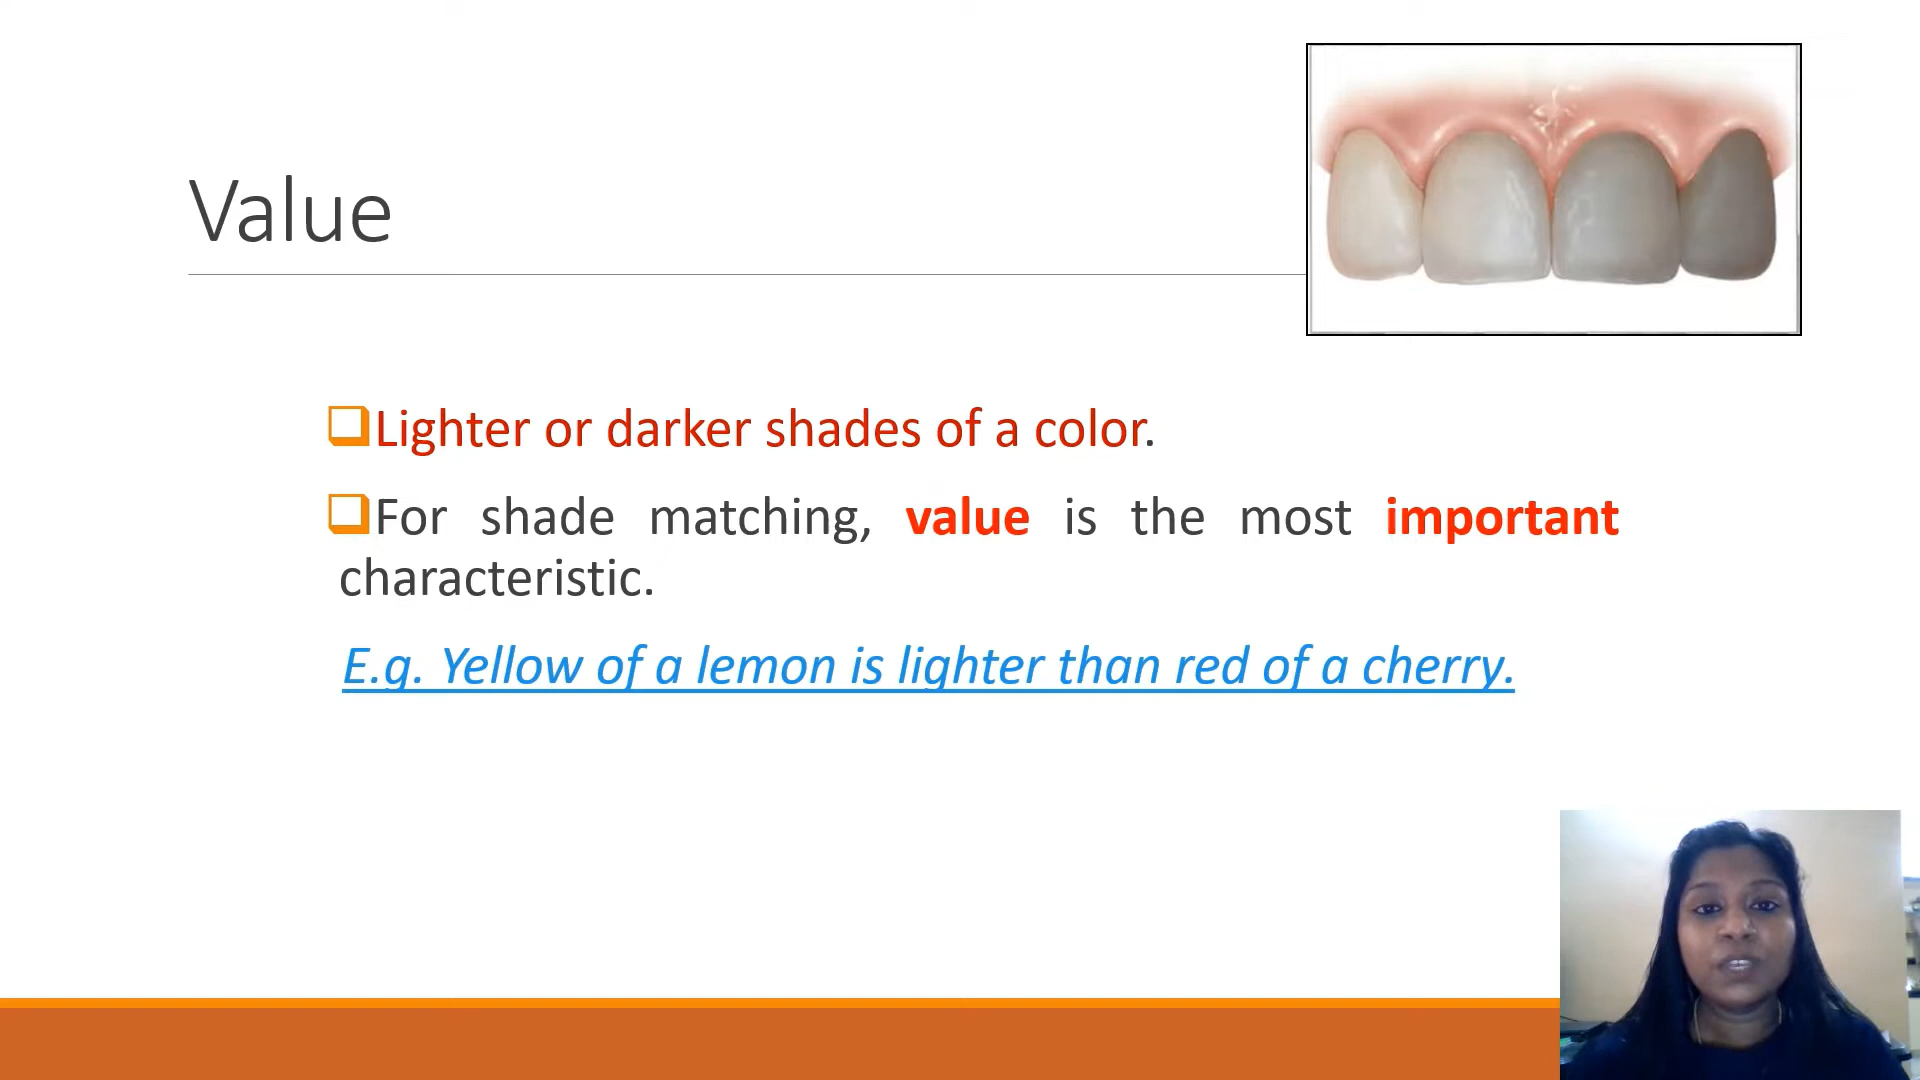 Value
Lighter or darker shades of a color.
For shade matching, value is the most important
characteristic.
E.g. Yellow of a lemon is lighter than red of a cherry.